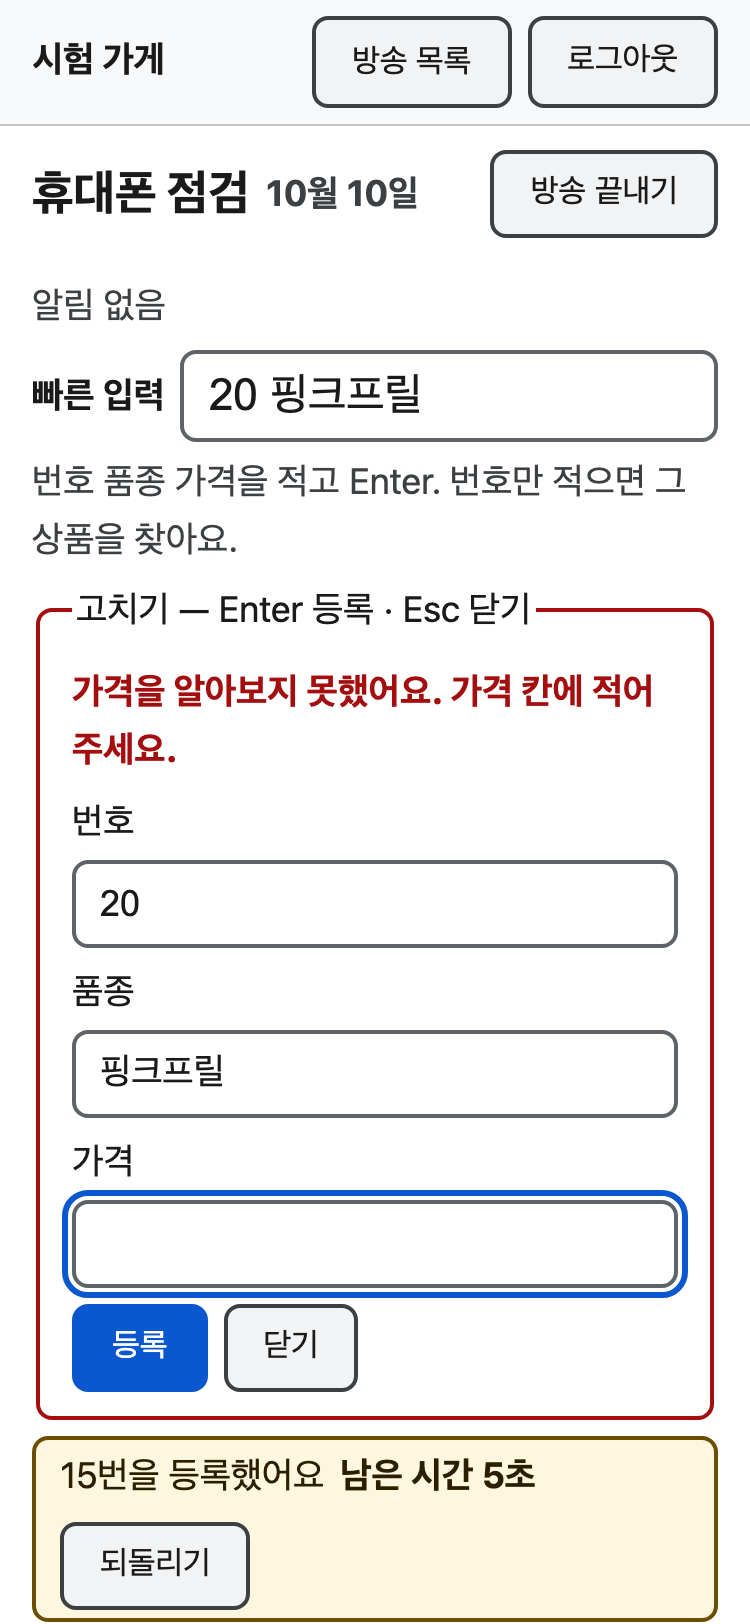 시험 가게
방송 목록
로그아웃
휴대폰 점검 10월 10일
방송 끝내기
알림 없음
빠른 입력
20 핑크프릴
번호 품종 가격을 적고 Enter. 번호만 적으면 그
상품을 찾아요.
고치기 — Enter 등록 · Esc 닫기
가격을 알아보지 못했어요. 가격 칸에 적어
주세요.
번호
20
품종
핑크프릴
가격
등록
닫기
15번을 등록했어요 남은 시간 5초
되돌리기